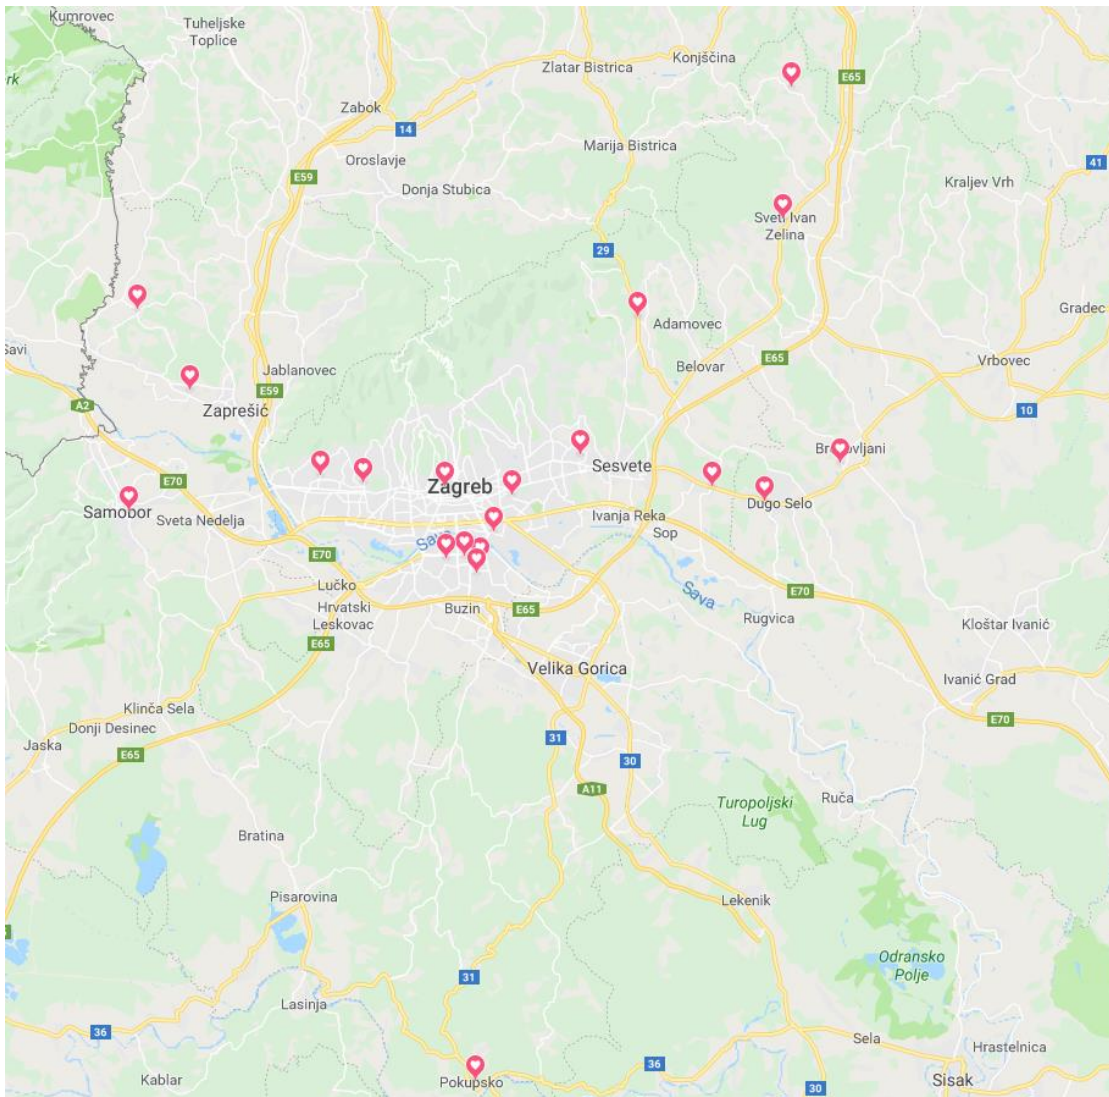 Kumrovec
Tuheljske
Toplice
Konjščina
Zlatar Bistrica
E65
rk
Zabok
14
Marija Bistrica
Oroslavje
41
E59
Donja Stubica
Kraljev Vrh
Sveti Ivan
Zelina
29
Gradec
Adamovec
Savi
E65
Vrbovec
Jablanovec
Belovar
E59
A2
Zaprešić
10
Brckovljani
Sesvete
E70
Zagreb
Dugo Selo
Samobor
Sveta Nedelja
Ivanja Reka
Sop
Sava
E70
Lučko
Sava
E70
Hrvatski
Leskovac
Buzin
E65
Rugvica
Kloštar Ivanić
E65
Velika Gorica
Ivanić Grad
Klinča Sela
E70
Donji Desinec
31
Jaska
E65
30
A11
Ruča
Turopoljski
Lug
Bratina
Pisarovina
Lekenik
Odransko
Polje
31
Lasinja
36
Sela
Hrastelnica
36
Kablar
Pokupsko
Sisak
30